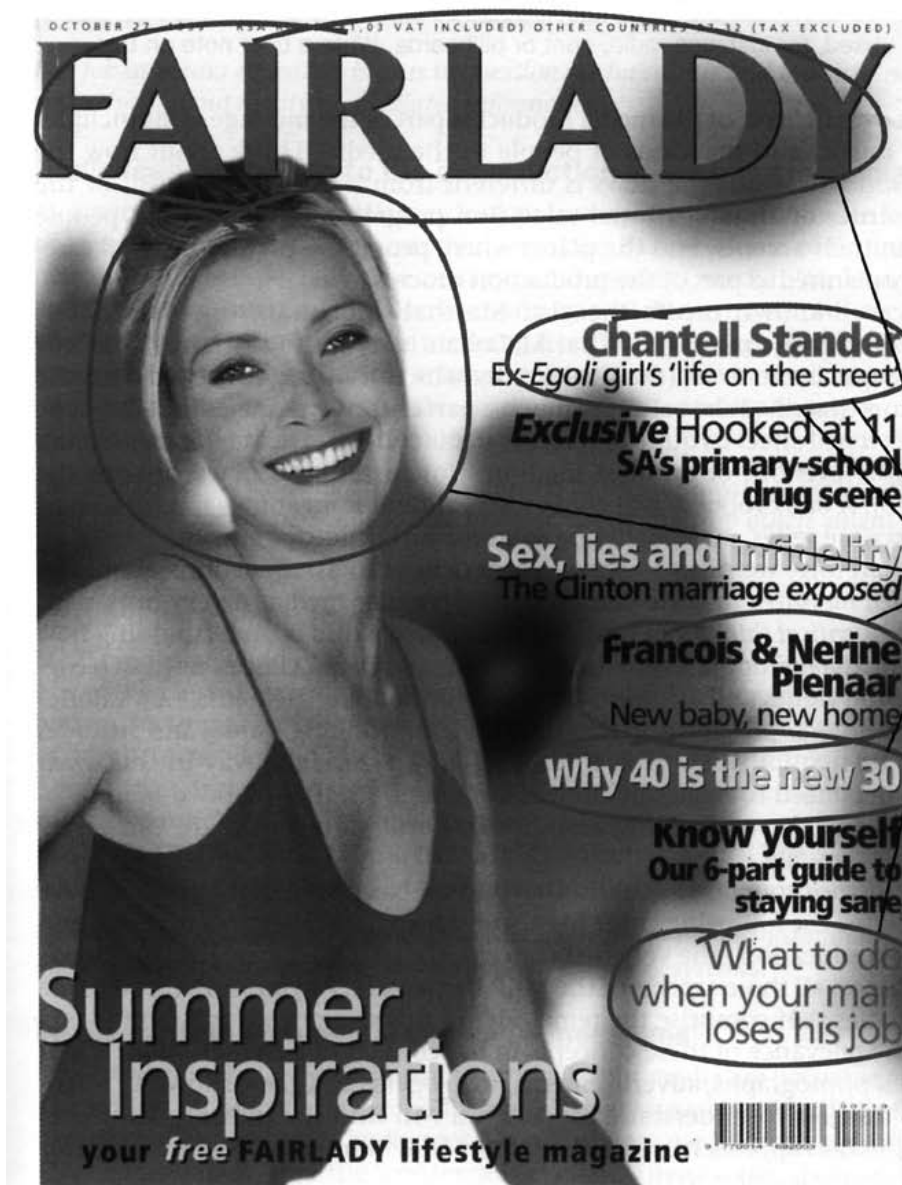 OCTOBER 27 RSA VAT INCLUDED) OTHER COUNTRIES (TAX EXCLUDED)
FAIRLADY
Chantell Stander
Ex-Egoli girl's 'life on the street'
Exclusive Hooked at 11
SA's primary-school
drug scene
Sex, lies and infidelity
The Clinton marriage exposed
Francois & Nerine
Pienaar
New baby, new home
Why 40 is the new 30
Know yourself
Our 6-part guide to
staying sane
What to do
when your man
loses his job
Summer
Inspirations
your free FAIRLADY lifestyle magazine